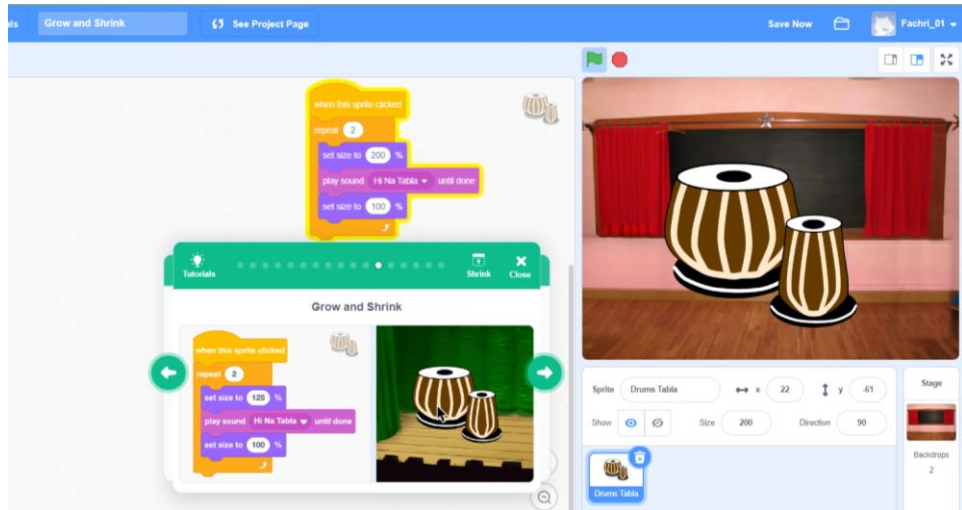 als Grow and Shrink See Project Page Save Now Fachri_01
when this sprite clicked
repeat 2
set size to 200 %
play sound Hi Na Tabla until done
set size to 100 %
Tutorials Shrink Close
Grow and Shrink
when this sprite clicked
repeat 2
set size to 125 %
play sound Hi Na Tabla until done
set size to 100 %
Sprite Drums Tabla x 22 y -61
Show Size 200 Direction 90
Drums Tabla
Stage
Backdrops
2